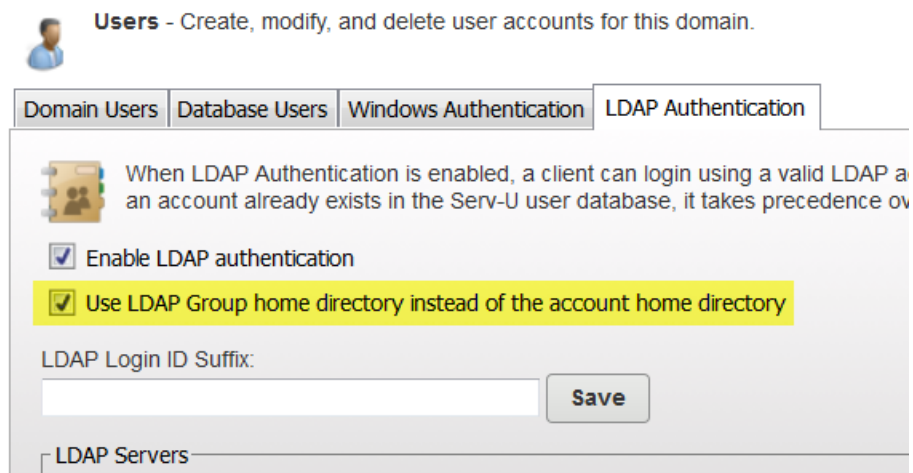 Users - Create, modify, and delete user accounts for this domain.
Domain Users Database Users Windows Authentication LDAP Authentication
When LDAP Authentication is enabled, a client can login using a valid LDAP
an account already exists in the Serv-U user database, it takes precedence
Enable LDAP authentication
Use LDAP Group home directory instead of the account home directory
LDAP Login ID Suffix:
Save
LDAP Servers